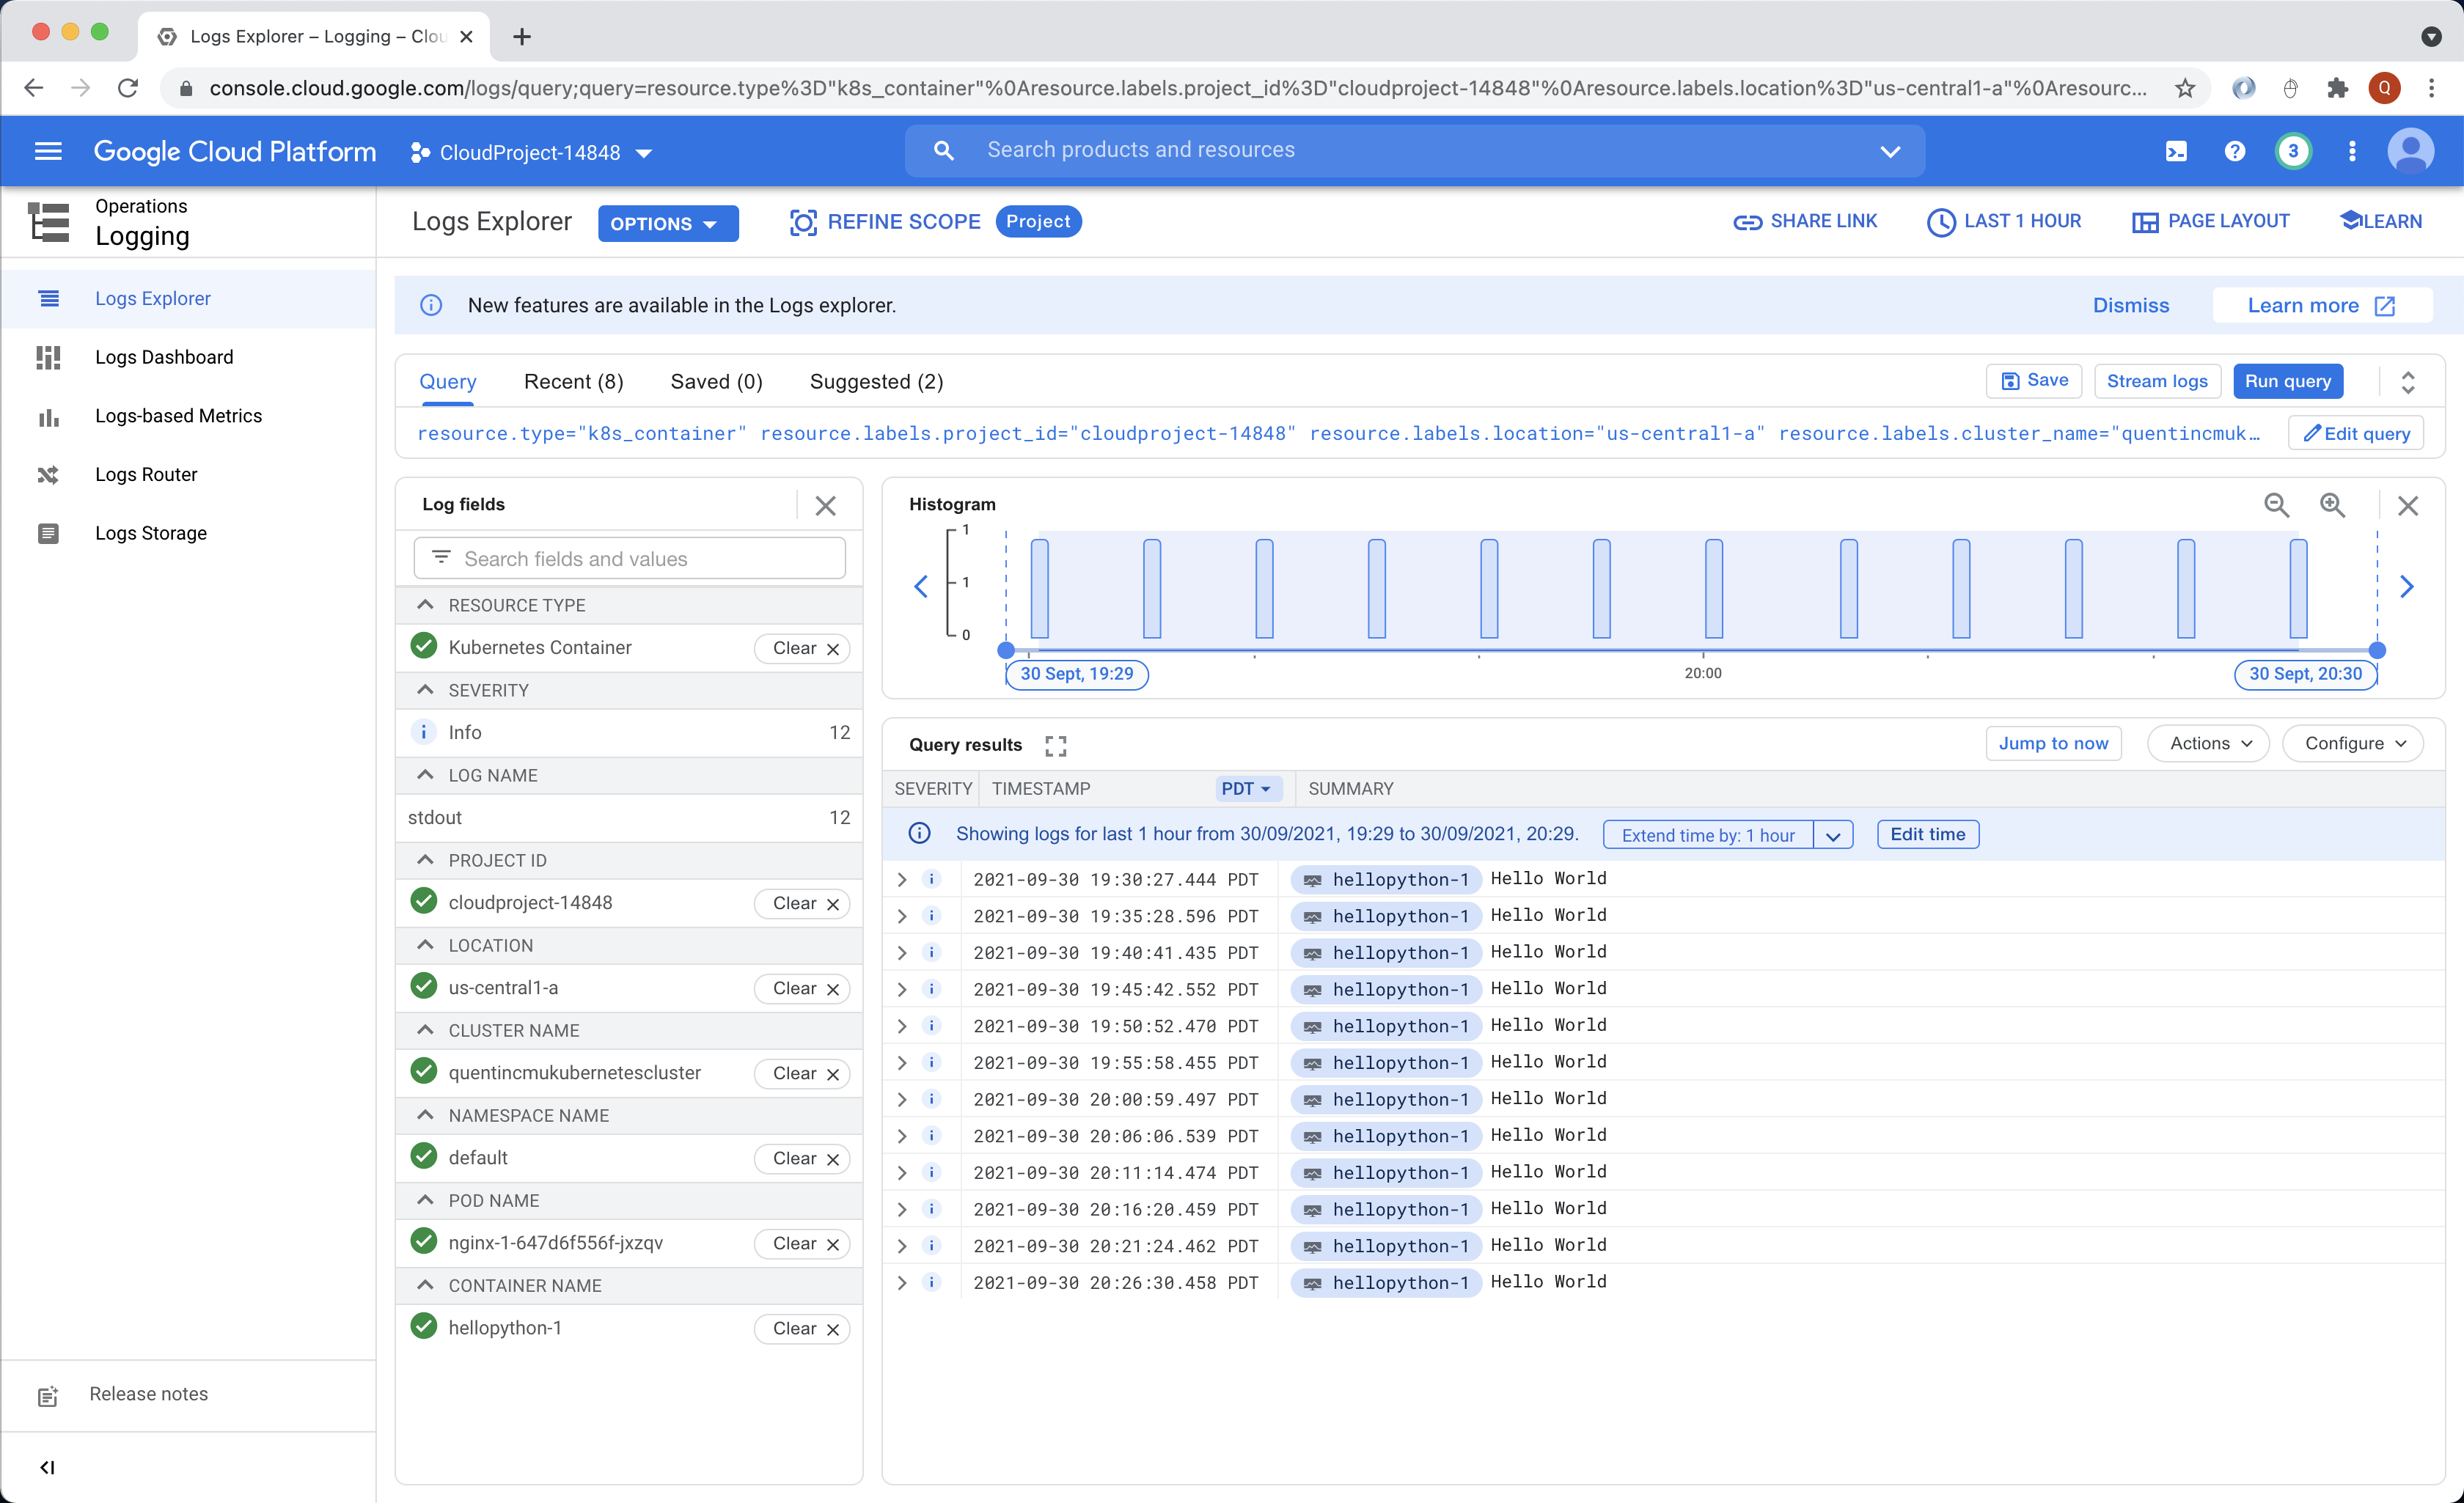 Logs Explorer – Logging – Clou
console.cloud.google.com/logs/query;query=resource.type%3D"k8s_container"%0Aresource.labels.project_id%3D"cloudproject-14848"%0Aresource.labels.location%3D"us-central1-a"%0Aresourc...
Q
Google Cloud Platform
CloudProject-14848
Search products and resources
3
Operations
Logging
Logs Explorer
OPTIONS
REFINE SCOPE
Project
SHARE LINK
LAST 1 HOUR
PAGE LAYOUT
LEARN
Logs Explorer
Logs Dashboard
Logs-based Metrics
Logs Router
Logs Storage
Release notes
New features are available in the Logs explorer.
Dismiss
Learn more
Query
Recent (8)
Saved (0)
Suggested (2)
Save
Stream logs
Run query
resource.type="k8s_container" resource.labels.project_id="cloudproject-14848" resource.labels.location="us-central1-a" resource.labels.cluster_name="quentincmuk…
Edit query
Log fields
Search fields and values
RESOURCE TYPE
Kubernetes Container Clear
SEVERITY
Info 12
LOG NAME
stdout 12
PROJECT ID
cloudproject-14848 Clear
LOCATION
us-central1-a Clear
CLUSTER NAME
quentincmukubernetescluster Clear
NAMESPACE NAME
default Clear
POD NAME
nginx-1-647d6f556f-jxzqv Clear
CONTAINER NAME
hellopython-1 Clear
Histogram
1
1
0
30 Sept, 19:29
20:00
30 Sept, 20:30
Query results
Jump to now
Actions
Configure
SEVERITY TIMESTAMP PDT SUMMARY
Showing logs for last 1 hour from 30/09/2021, 19:29 to 30/09/2021, 20:29.
Extend time by: 1 hour
Edit time
2021-09-30 19:30:27.444 PDT hellopython-1 Hello World
2021-09-30 19:35:28.596 PDT hellopython-1 Hello World
2021-09-30 19:40:41.435 PDT hellopython-1 Hello World
2021-09-30 19:45:42.552 PDT hellopython-1 Hello World
2021-09-30 19:50:52.470 PDT hellopython-1 Hello World
2021-09-30 19:55:58.455 PDT hellopython-1 Hello World
2021-09-30 20:00:59.497 PDT hellopython-1 Hello World
2021-09-30 20:06:06.539 PDT hellopython-1 Hello World
2021-09-30 20:11:14.474 PDT hellopython-1 Hello World
2021-09-30 20:16:20.459 PDT hellopython-1 Hello World
2021-09-30 20:21:24.462 PDT hellopython-1 Hello World
2021-09-30 20:26:30.458 PDT hellopython-1 Hello World